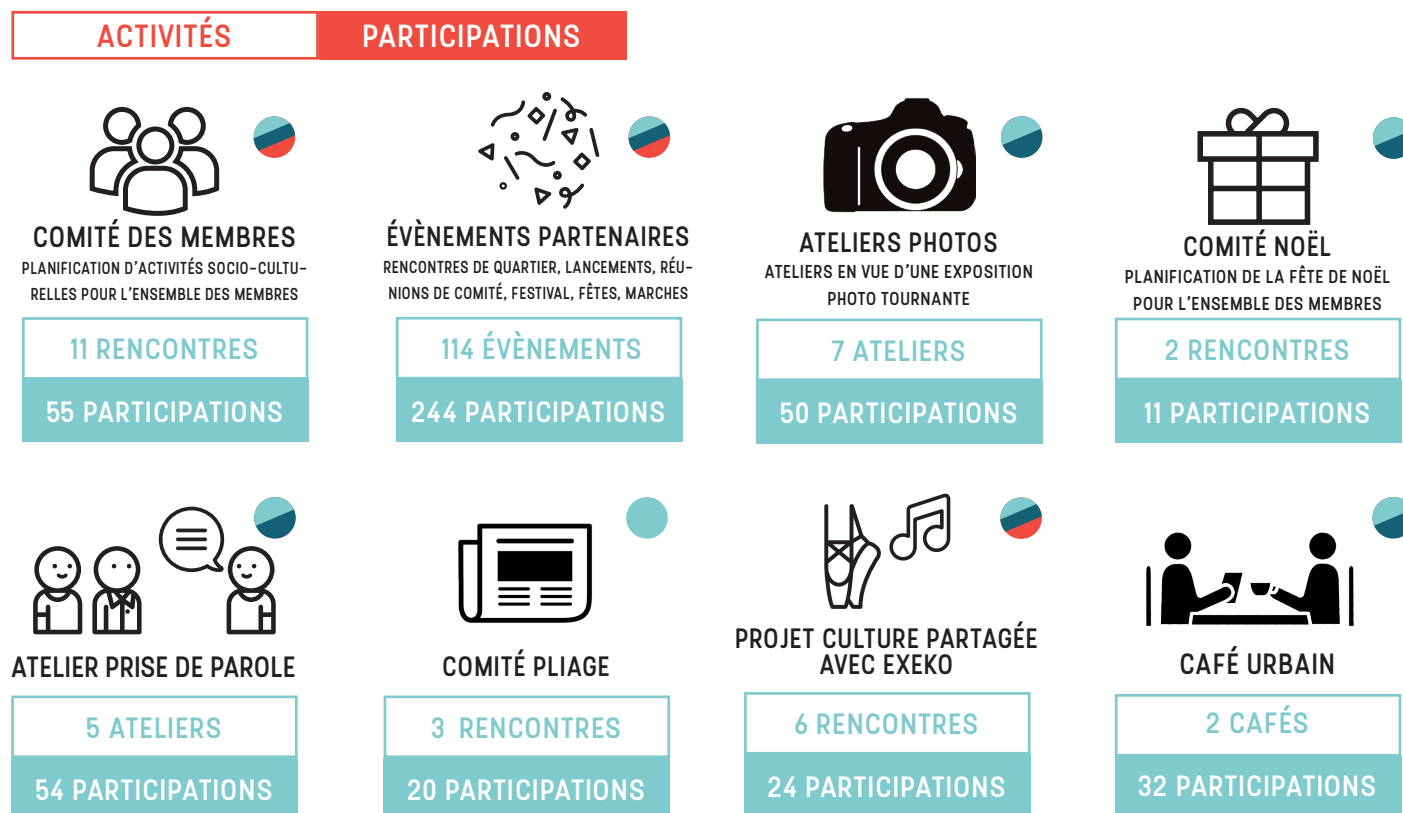 ACTIVITÉS
PARTICIPATIONS
COMITÉ DES MEMBRES
PLANIFICATION D'ACTIVITÉS SOCIO-CULTU-
RELLES POUR L'ENSEMBLE DES MEMBRES
11 RENCONTRES
55 PARTICIPATIONS
ÉVÈNEMENTS PARTENAIRES
RENCONTRES DE QUARTIER, LANCEMENTS, RÉU-
NIONS DE COMITÉ, FESTIVAL, FÊTES, MARCHES
114 ÉVÈNEMENTS
244 PARTICIPATIONS
ATELIERS PHOTOS
ATELIERS EN VUE D'UNE EXPOSITION
PHOTO TOURNANTE
7 ATELIERS
50 PARTICIPATIONS
COMITÉ NOËL
PLANIFICATION DE LA FÊTE DE NOËL
POUR L'ENSEMBLE DES MEMBRES
2 RENCONTRES
11 PARTICIPATIONS
ATELIER PRISE DE PAROLE
5 ATELIERS
54 PARTICIPATIONS
COMITÉ PLIAGE
3 RENCONTRES
20 PARTICIPATIONS
PROJET CULTURE PARTAGÉE
AVEC EXEKO
6 RENCONTRES
24 PARTICIPATIONS
CAFÉ URBAIN
2 CAFÉS
32 PARTICIPATIONS